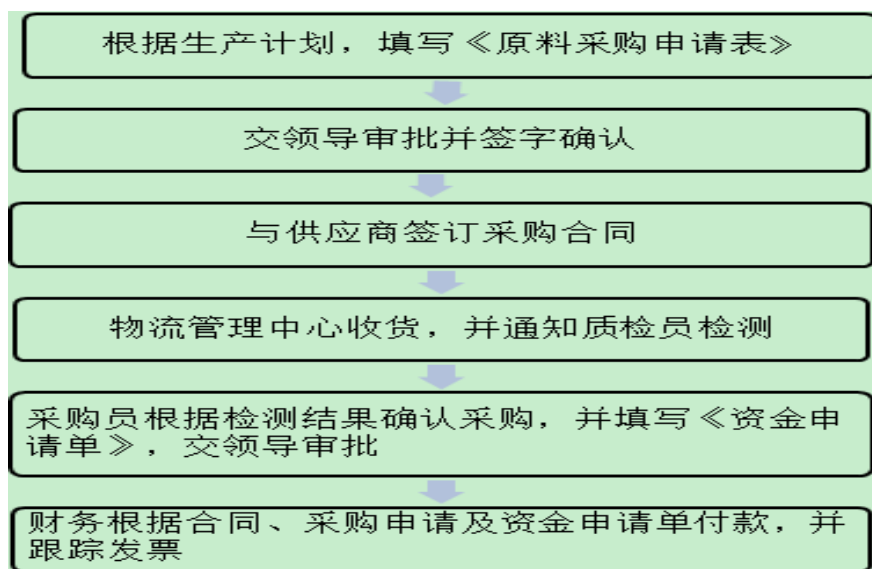 根据生产计划，填写《原料采购申请表》
交领导审批并签字确认
与供应商签订采购合同
物流管理中心收货，并通知质检员检测
采购员根据检测结果确认采购，并填写《资金申
请单》，交领导审批
财务根据合同、采购申请及资金申请单付款，并
跟踪发票